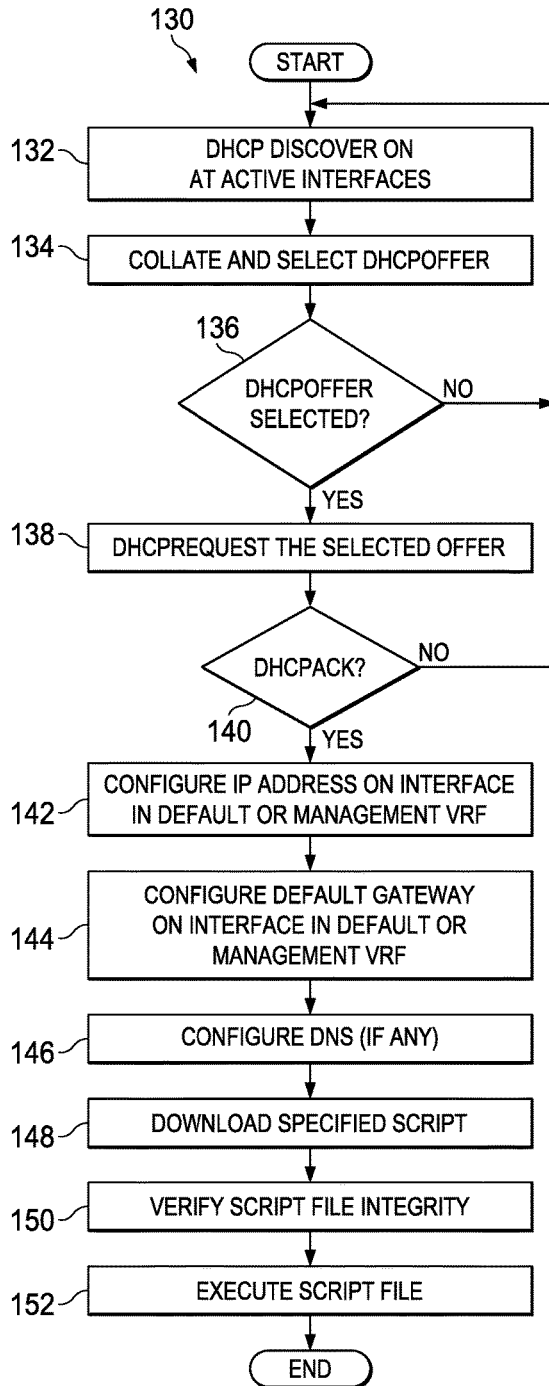 130
START
132
DHCP DISCOVER ON
AT ACTIVE INTERFACES
134
COLLATE AND SELECT DHCPOFFER
136
DHCPOFFER
SELECTED?
NO
YES
138
DHCPREQUEST THE SELECTED OFFER
DHCPACK?
NO
140
YES
142
CONFIGURE IP ADDRESS ON INTERFACE
IN DEFAULT OR MANAGEMENT VRF
144
CONFIGURE DEFAULT GATEWAY
ON INTERFACE IN DEFAULT OR
MANAGEMENT VRF
146
CONFIGURE DNS (IF ANY)
148
DOWNLOAD SPECIFIED SCRIPT
150
VERIFY SCRIPT FILE INTEGRITY
152
EXECUTE SCRIPT FILE
END